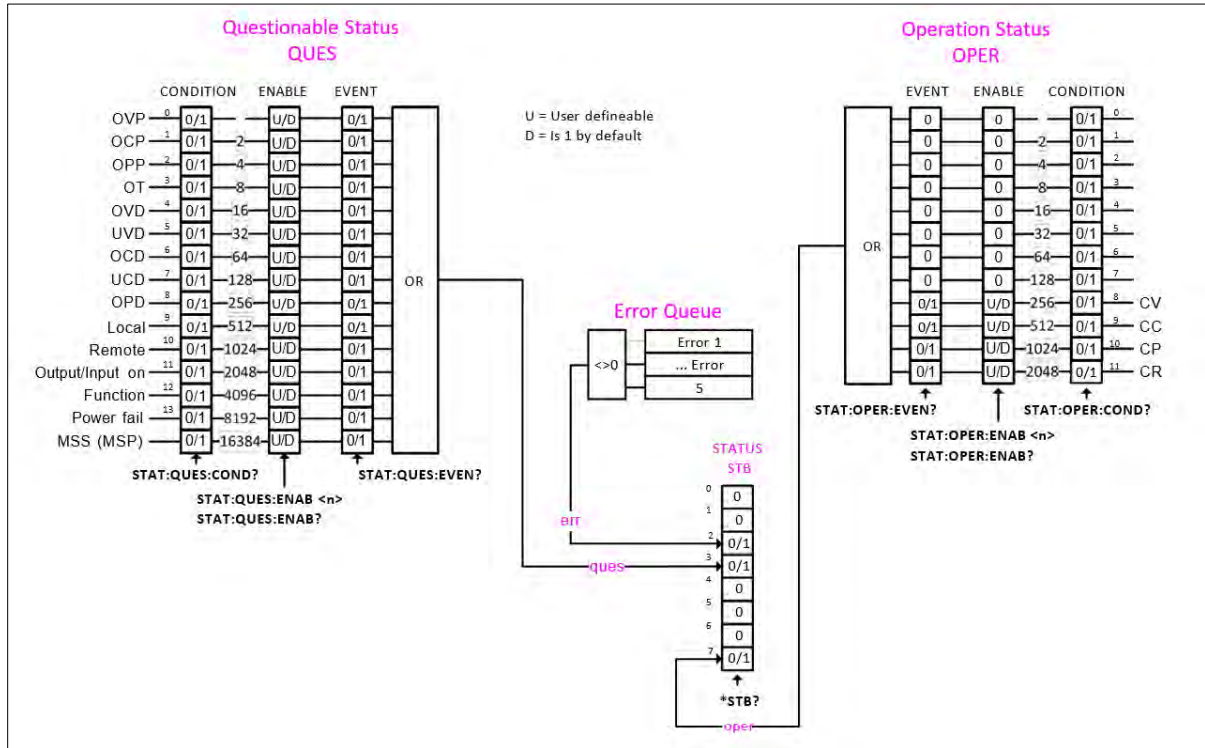 Questionable Status
QUES
Operation Status
OPER
CONDITION ENABLE EVENT
EVENT ENABLE CONDITION
U = User defineable
D = Is 1 by default
OVP 0 0/1 - U/D 0/1
OCP 1 0/1 2 U/D 0/1
OPP 2 0/1 4 U/D 0/1
OT 3 0/1 8 U/D 0/1
OVD 4 0/1 16 U/D 0/1
UVD 5 0/1 32 U/D 0/1
OCD 6 0/1 64 U/D 0/1
UCD 7 0/1 128 U/D 0/1
OPD 8 0/1 256 U/D 0/1
Local 9 0/1 512 U/D 0/1
Remote 10 0/1 1024 U/D 0/1
Output/Input on 11 0/1 2048 U/D 0/1
Function 12 0/1 4096 U/D 0/1
Power fail 13 0/1 8192 U/D 0/1
MSS (MSP) 0/1 16384 U/D 0/1
OR
STAT:QUES:COND?
STAT:QUES:EVEN?
STAT:QUES:ENAB <n>
STAT:QUES:ENAB?
OR
0 0 - 0/1 0
0 0 2 0/1 1
0 0 4 0/1 2
0 0 8 0/1 3
0 0 16 0/1 4
0 0 32 0/1 5
0 0 64 0/1 6
0 0 128 0/1 7
0/1 U/D 256 0/1 8 CV
0/1 U/D 512 0/1 9 CC
0/1 U/D 1024 0/1 10 CP
0/1 U/D 2048 0/1 11 CR
STAT:OPER:EVEN?
STAT:OPER:COND?
STAT:OPER:ENAB <n>
STAT:OPER:ENAB?
Error Queue
<>0
Error 1
... Error
5
STATUS
STB
0 0
1 0
2 0/1
3 0/1
4 0
5 0
6 0
7 0/1
err
ques
*STB?
oper